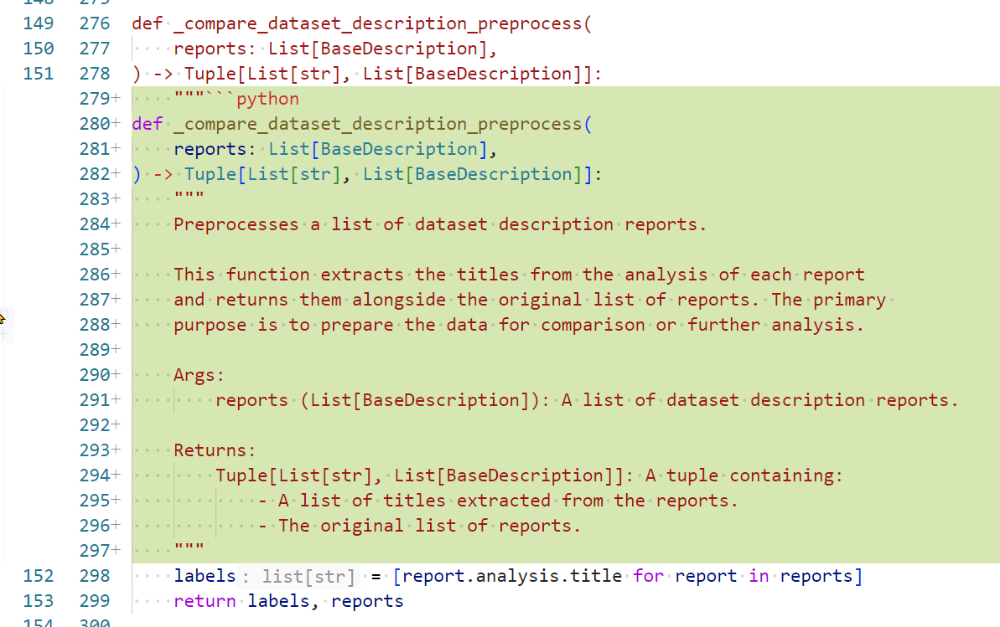 148 275
149 276 def _compare_dataset_description_preprocess(
150 277     reports: List[BaseDescription],
151 278 ) -> Tuple[List[str], List[BaseDescription]]:
279+     """```python
280+ def _compare_dataset_description_preprocess(
281+     reports: List[BaseDescription],
282+ ) -> Tuple[List[str], List[BaseDescription]]:
283+     """
284+     Preprocesses a list of dataset description reports.
285+
286+     This function extracts the titles from the analysis of each report
287+     and returns them alongside the original list of reports. The primary
288+     purpose is to prepare the data for comparison or further analysis.
289+
290+     Args:
291+         reports (List[BaseDescription]): A list of dataset description reports.
292+
293+     Returns:
294+         Tuple[List[str], List[BaseDescription]]: A tuple containing:
295+             - A list of titles extracted from the reports.
296+             - The original list of reports.
297+     """
152 298     labels: list[str] = [report.analysis.title for report in reports]
153 299     return labels, reports
154 300